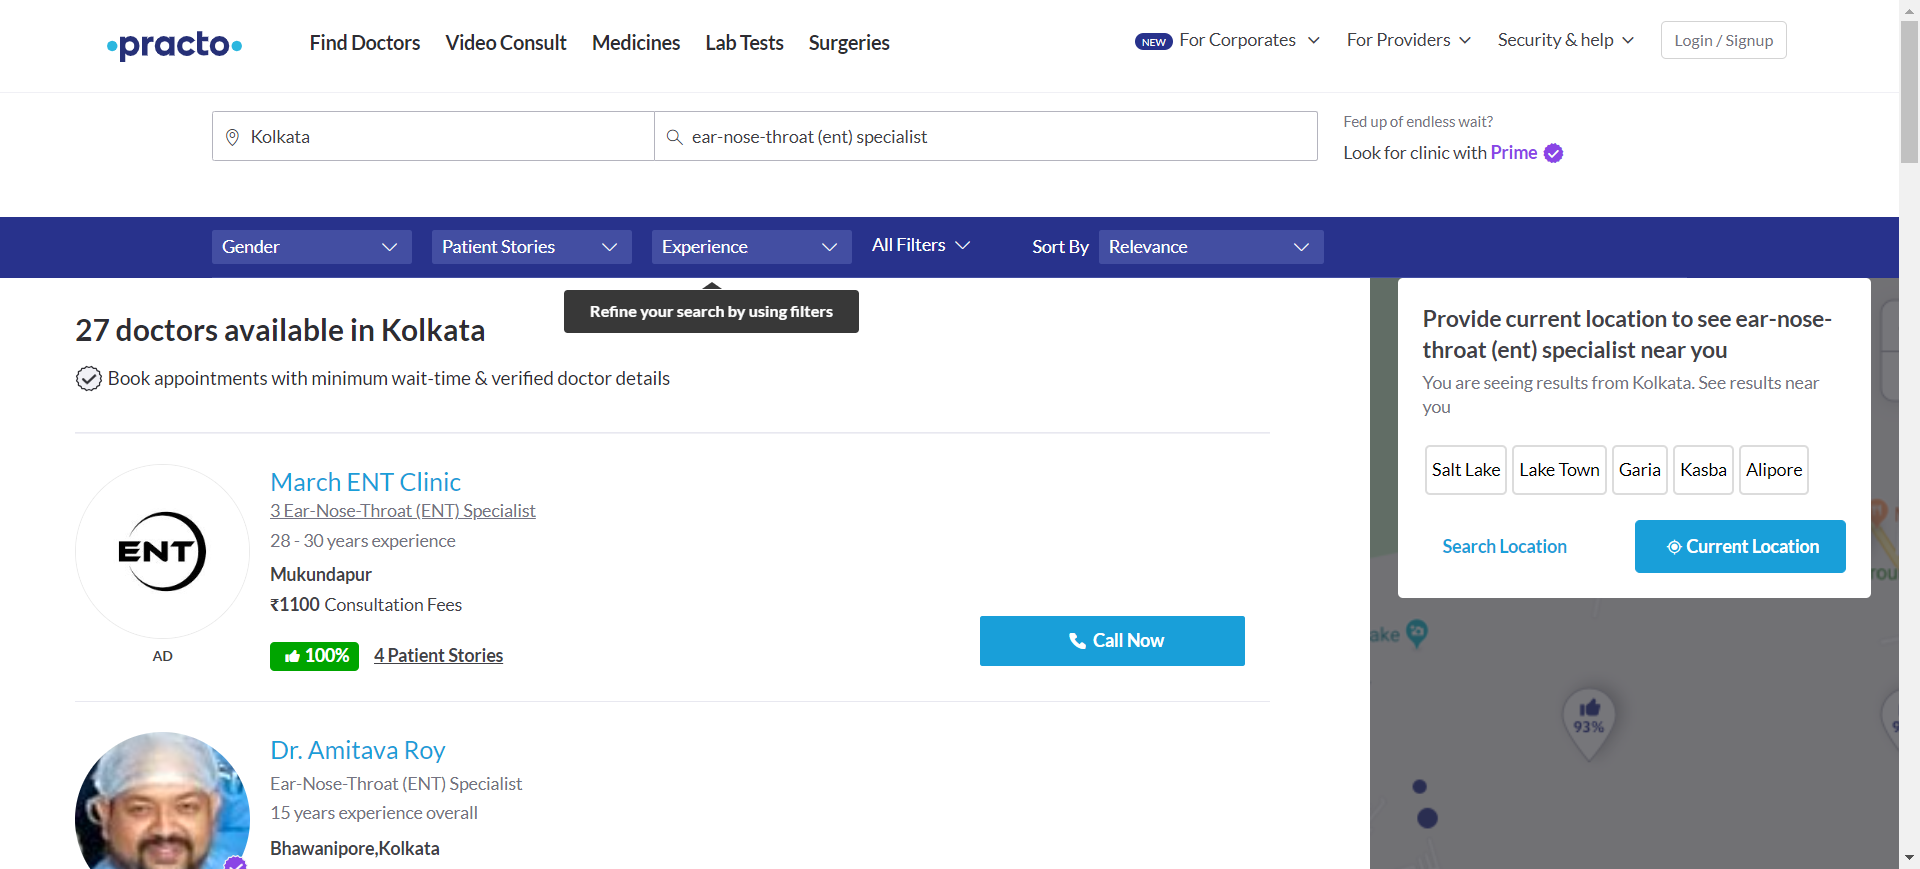 practo
Find Doctors
Video Consult
Medicines
Lab Tests
Surgeries
NEW For Corporates
For Providers
Security & help
Login / Signup
Kolkata
ear-nose-throat (ent) specialist
Fed up of endless wait?
Look for clinic with Prime
Gender
Patient Stories
Experience
All Filters
Sort By
Relevance
Refine your search by using filters
27 doctors available in Kolkata
Book appointments with minimum wait-time & verified doctor details
ENT
AD
March ENT Clinic
3 Ear-Nose-Throat (ENT) Specialist
28 - 30 years experience
Mukundapur
₹1100 Consultation Fees
100%
4 Patient Stories
Call Now
Dr. Amitava Roy
Ear-Nose-Throat (ENT) Specialist
15 years experience overall
Bhawanipore,Kolkata
Provide current location to see ear-nose-
throat (ent) specialist near you
You are seeing results from Kolkata. See results near
you
Salt Lake
Lake Town
Garia
Kasba
Alipore
Search Location
Current Location
93%